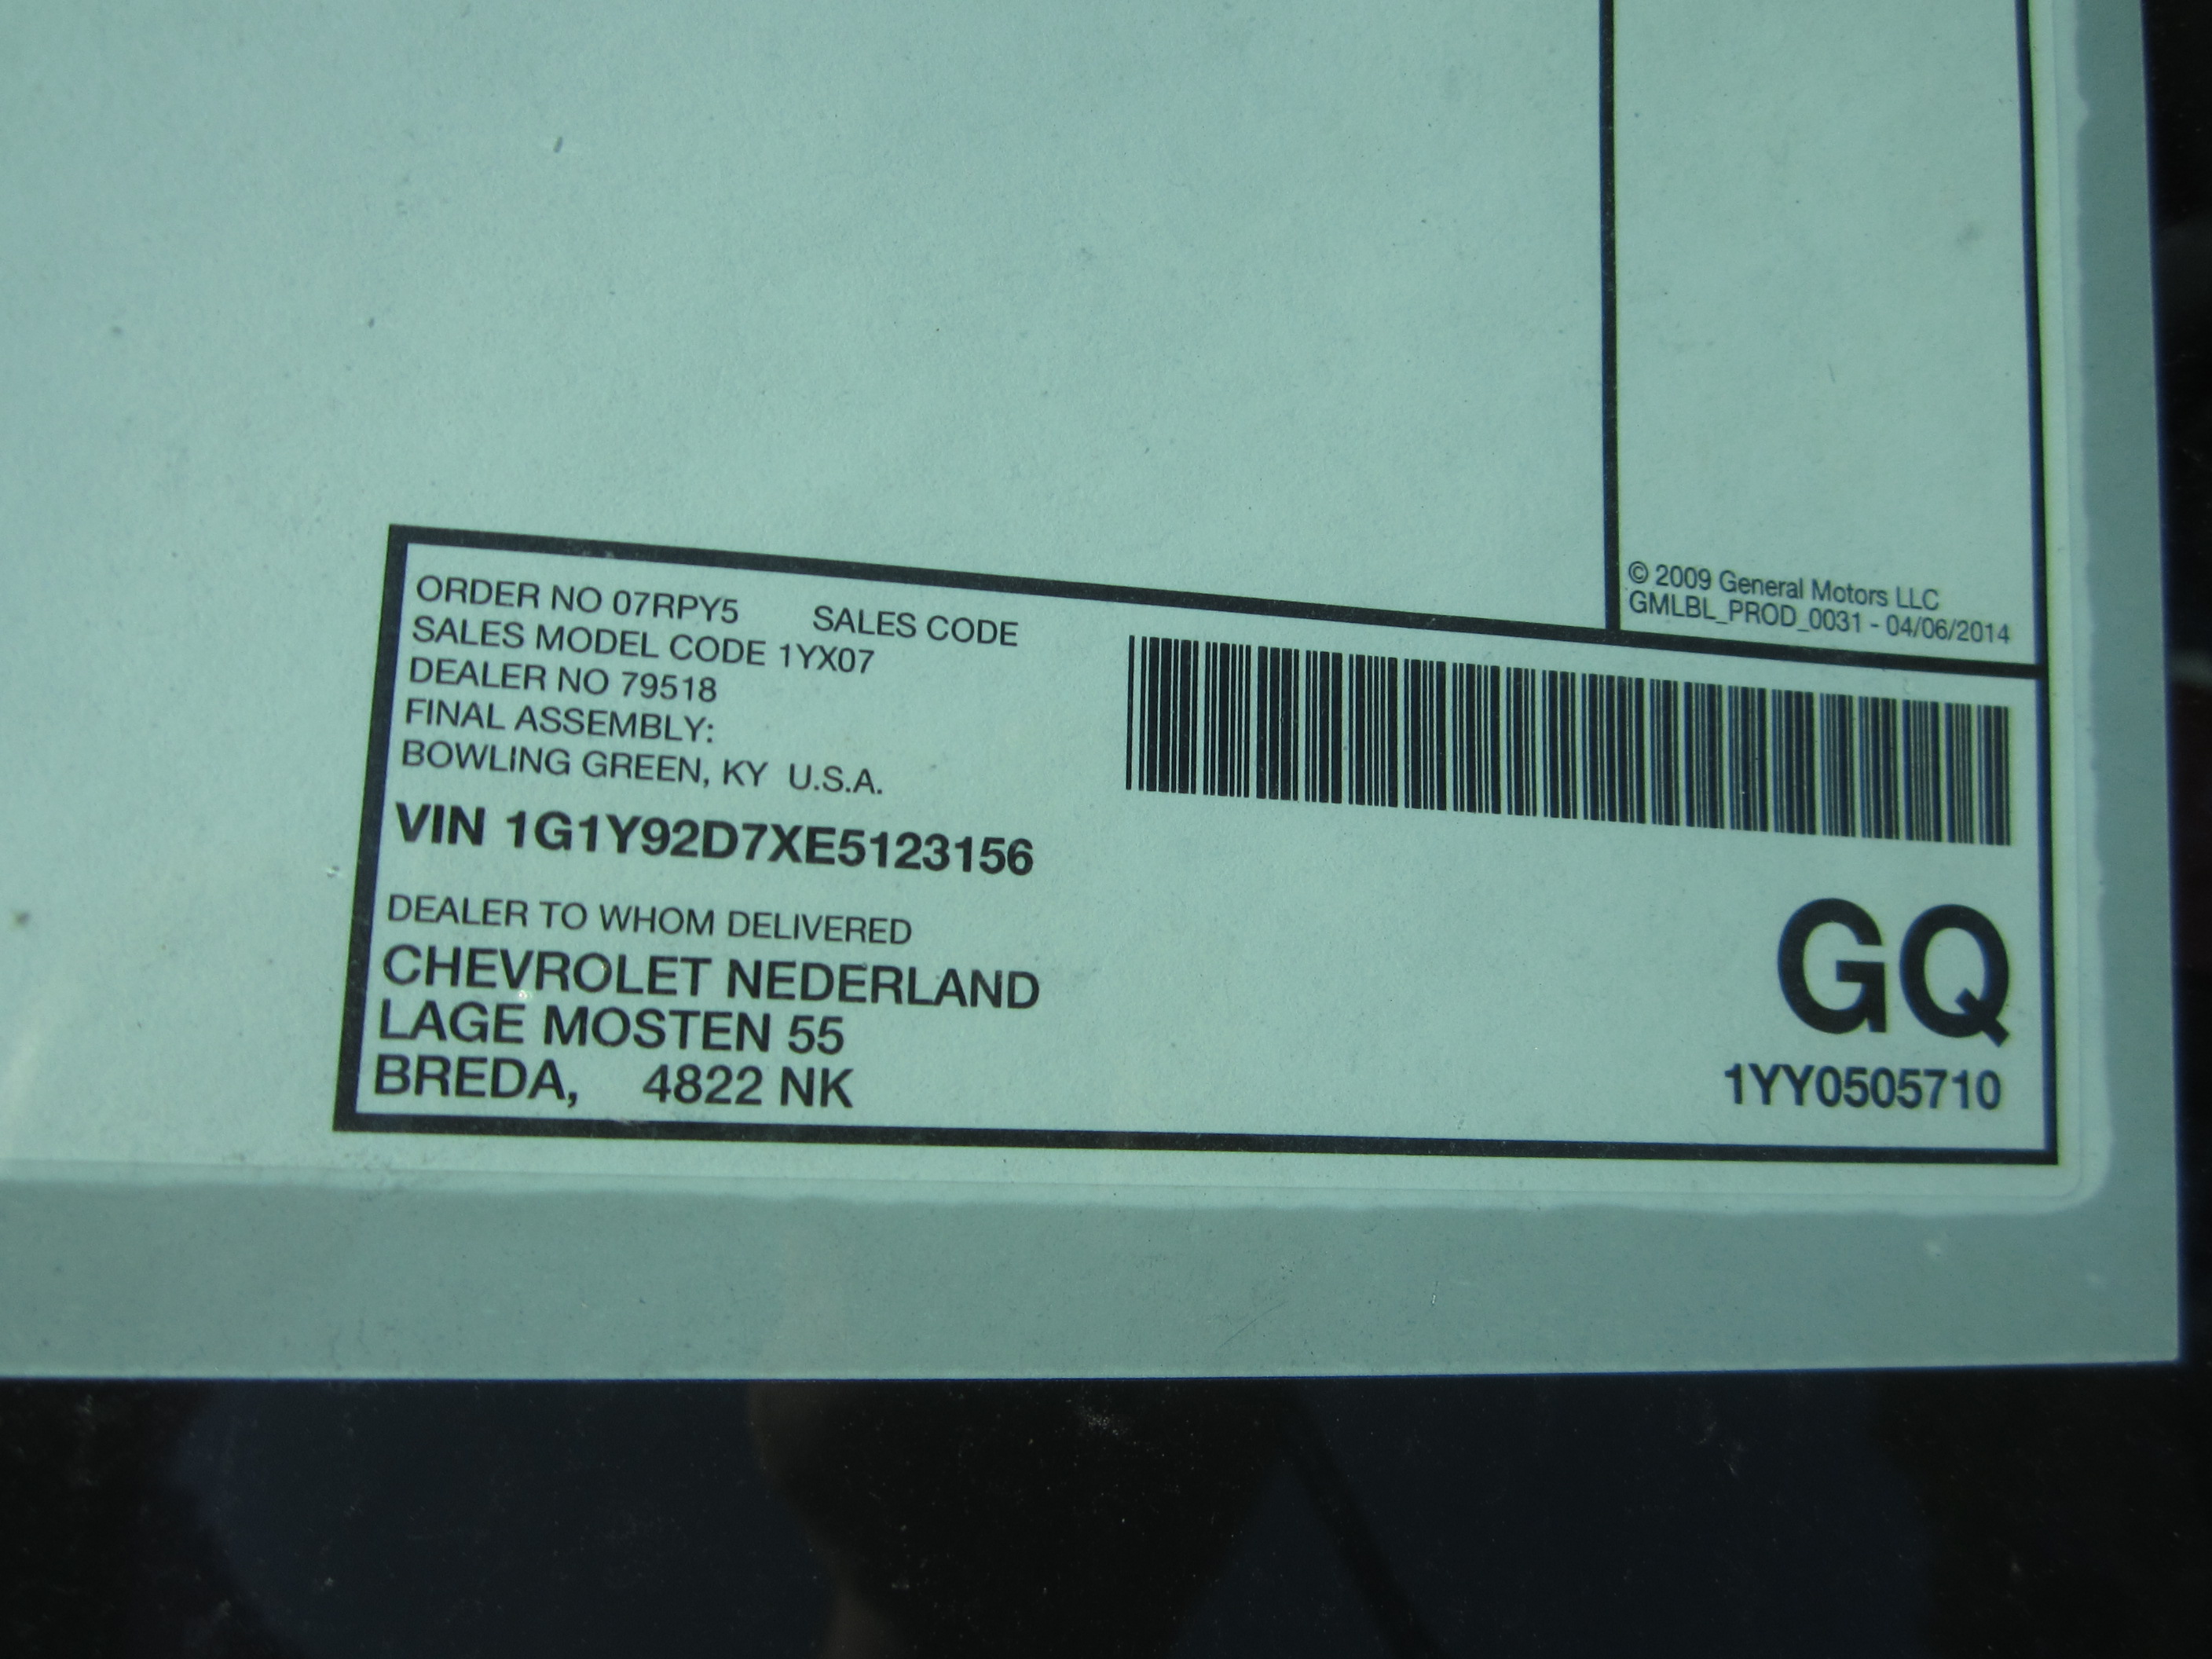 © 2009 General Motors LLC
GMLBL_PROD_0031 - 04/06/2014
ORDER NO 07RPY5 SALES CODE
SALES MODEL CODE 1YX07
DEALER NO 79518
FINAL ASSEMBLY:
BOWLING GREEN, KY U.S.A.
VIN 1G1Y92D7XE5123156
DEALER TO WHOM DELIVERED
CHEVROLET NEDERLAND
LAGE MOSTEN 55
BREDA, 4822 NK
GQ
1YY0505710